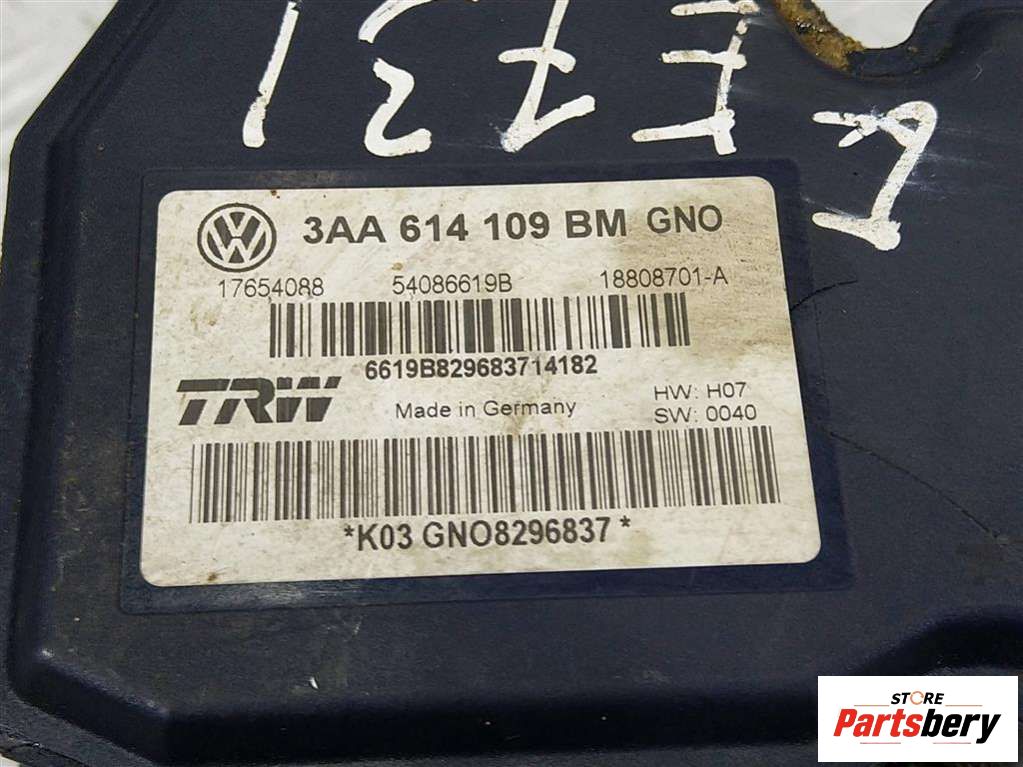 E731
3AA 614 109 BM GNO
17654088 54086619B 18808701-A
6619B829683714182
TRW
Made in Germany
HW: H07
SW: 0040
*K03 GNO8296837*
STORE
Partsbery